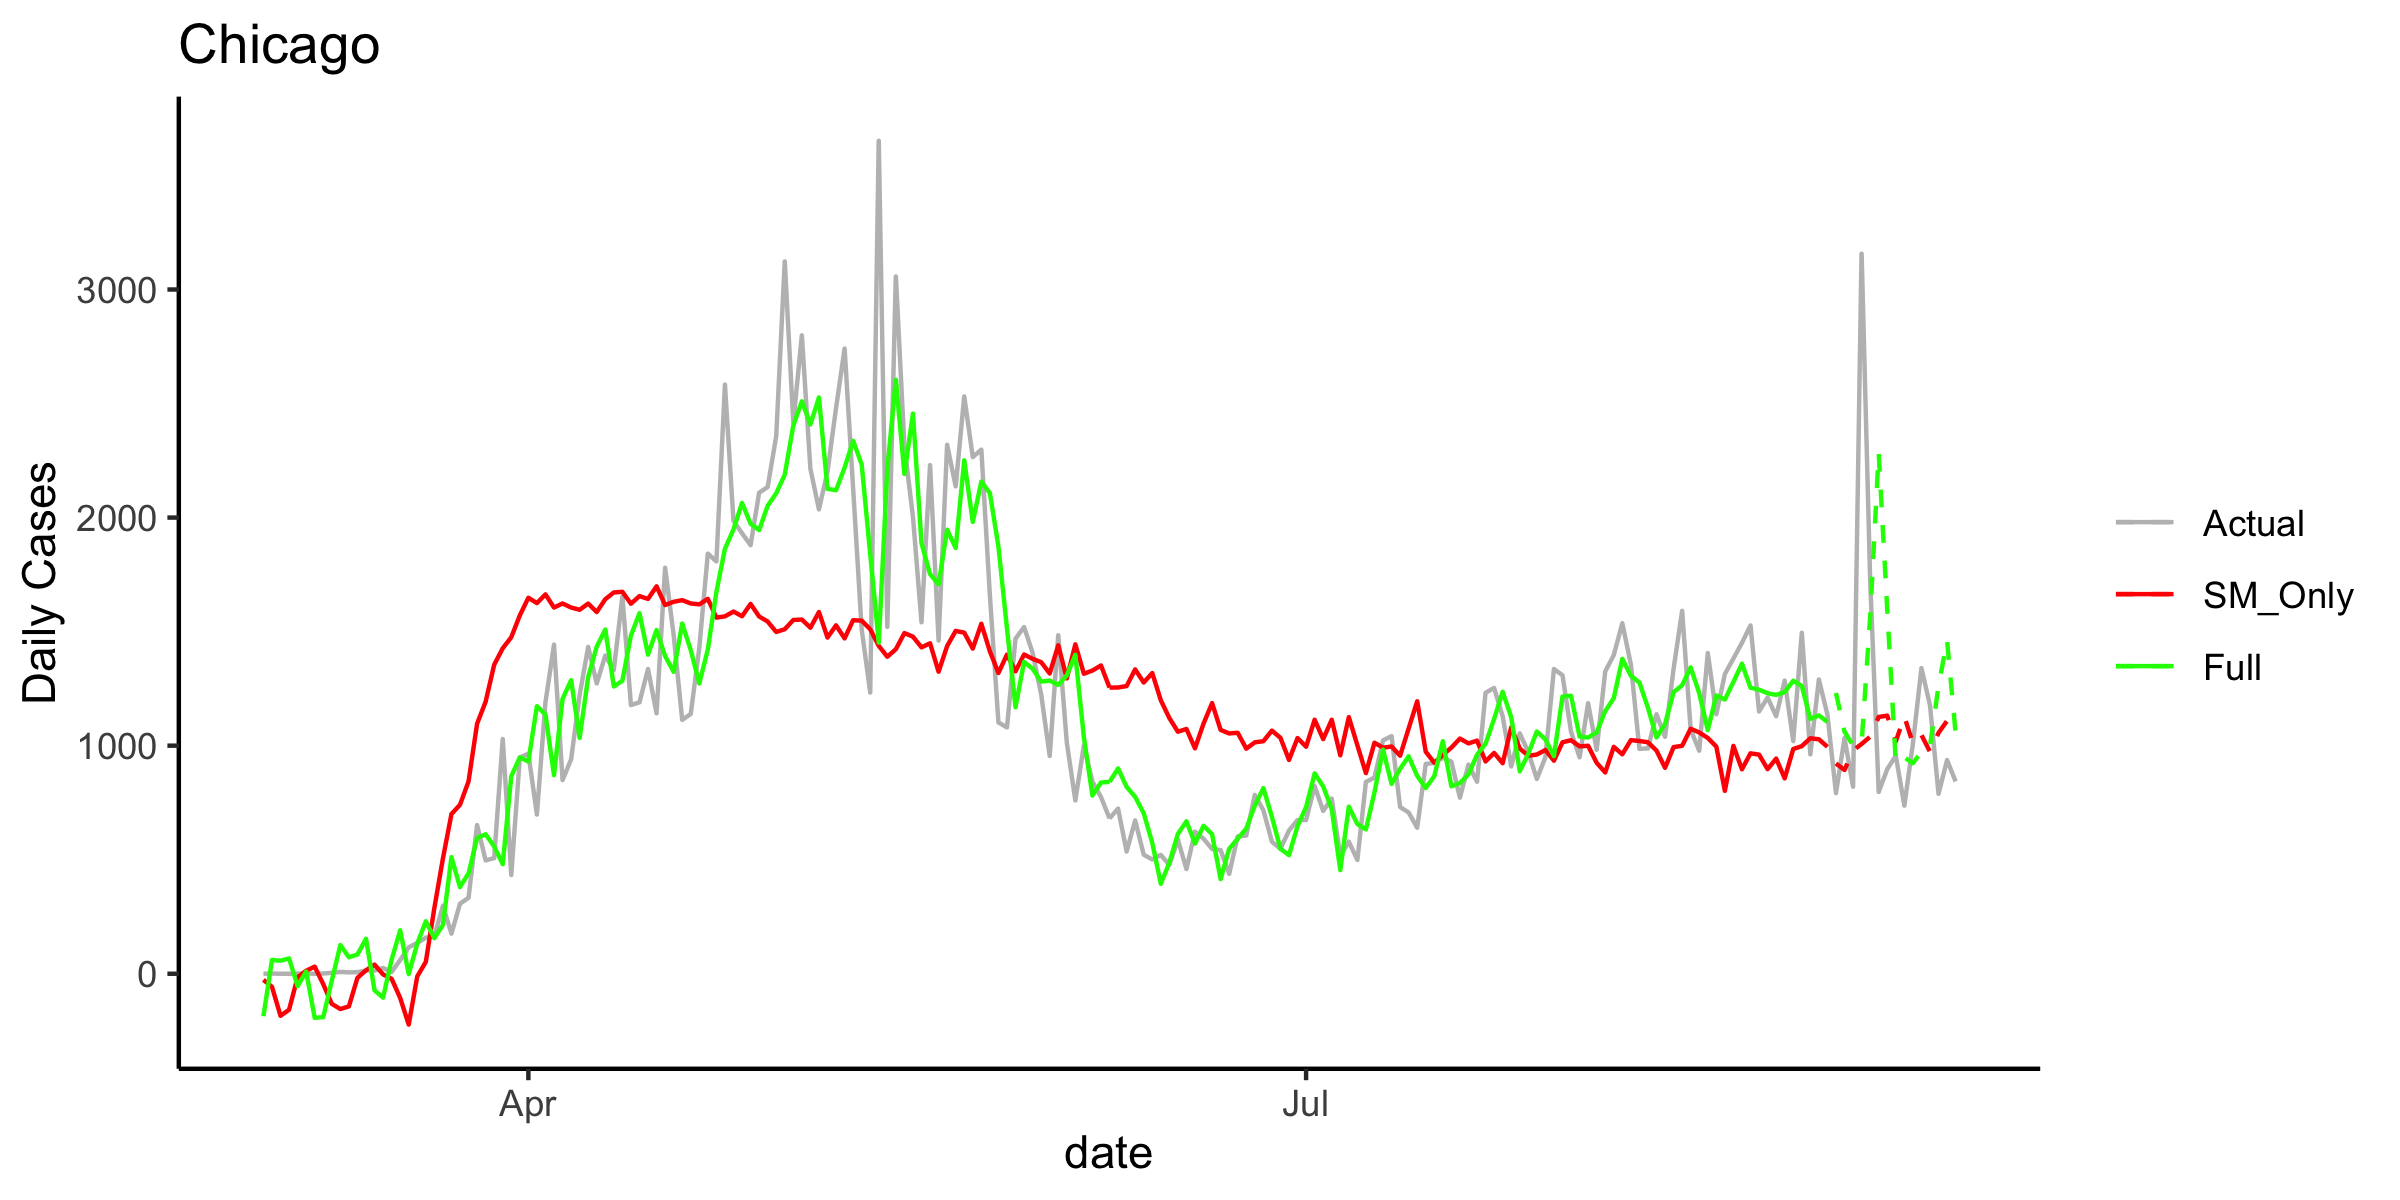 Chicago
Daily Cases
3000
2000
1000
0
Apr
Jul
date
Actual
SM_Only
Full